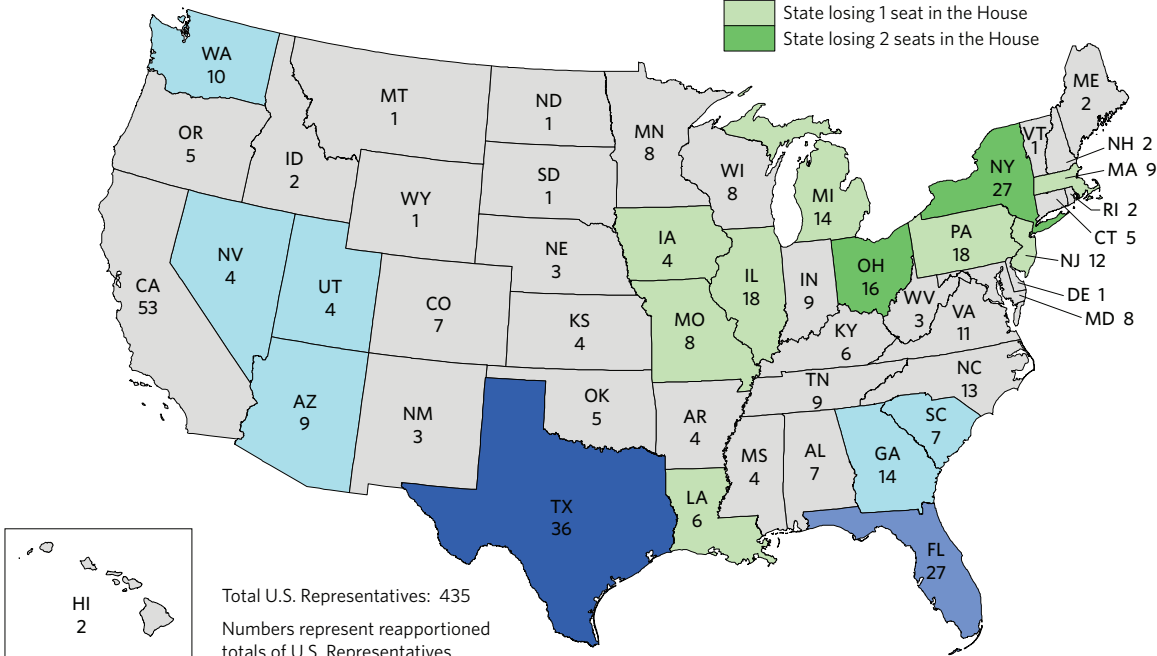 State losing 1 seat in the House
State losing 2 seats in the House
WA
10
OR
5
ID
2
MT
1
ND
1
MN
8
WI
8
MI
14
NY
27
VT
1
ME
2
NH 2
MA 9
RI 2
CT 5
NJ 12
DE 1
MD 8
SD
1
WY
1
NE
3
IA
4
IL
18
IN
9
OH
16
PA
18
WV
3
VA
11
KY
6
NV
4
UT
4
CA
53
CO
7
KS
4
MO
8
TN
9
NC
13
SC
7
AZ
9
NM
3
OK
5
AR
4
MS
4
AL
7
GA
14
TX
36
LA
6
FL
27
HI
2
Total U.S. Representatives: 435
Numbers represent reapportioned
totals of U.S. Representatives